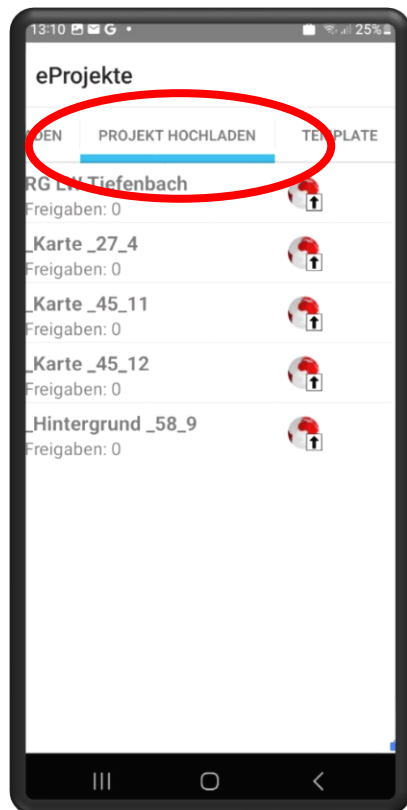 13:10 G • 25%
eProjekte
DEN PROJEKT HOCHLADEN TEMPLATE
RG LW Tiefenbach
Freigaben: 0
_Karte _27_4
Freigaben: 0
_Karte _45_11
Freigaben: 0
_Karte _45_12
Freigaben: 0
_Hintergrund _58_9
Freigaben: 0